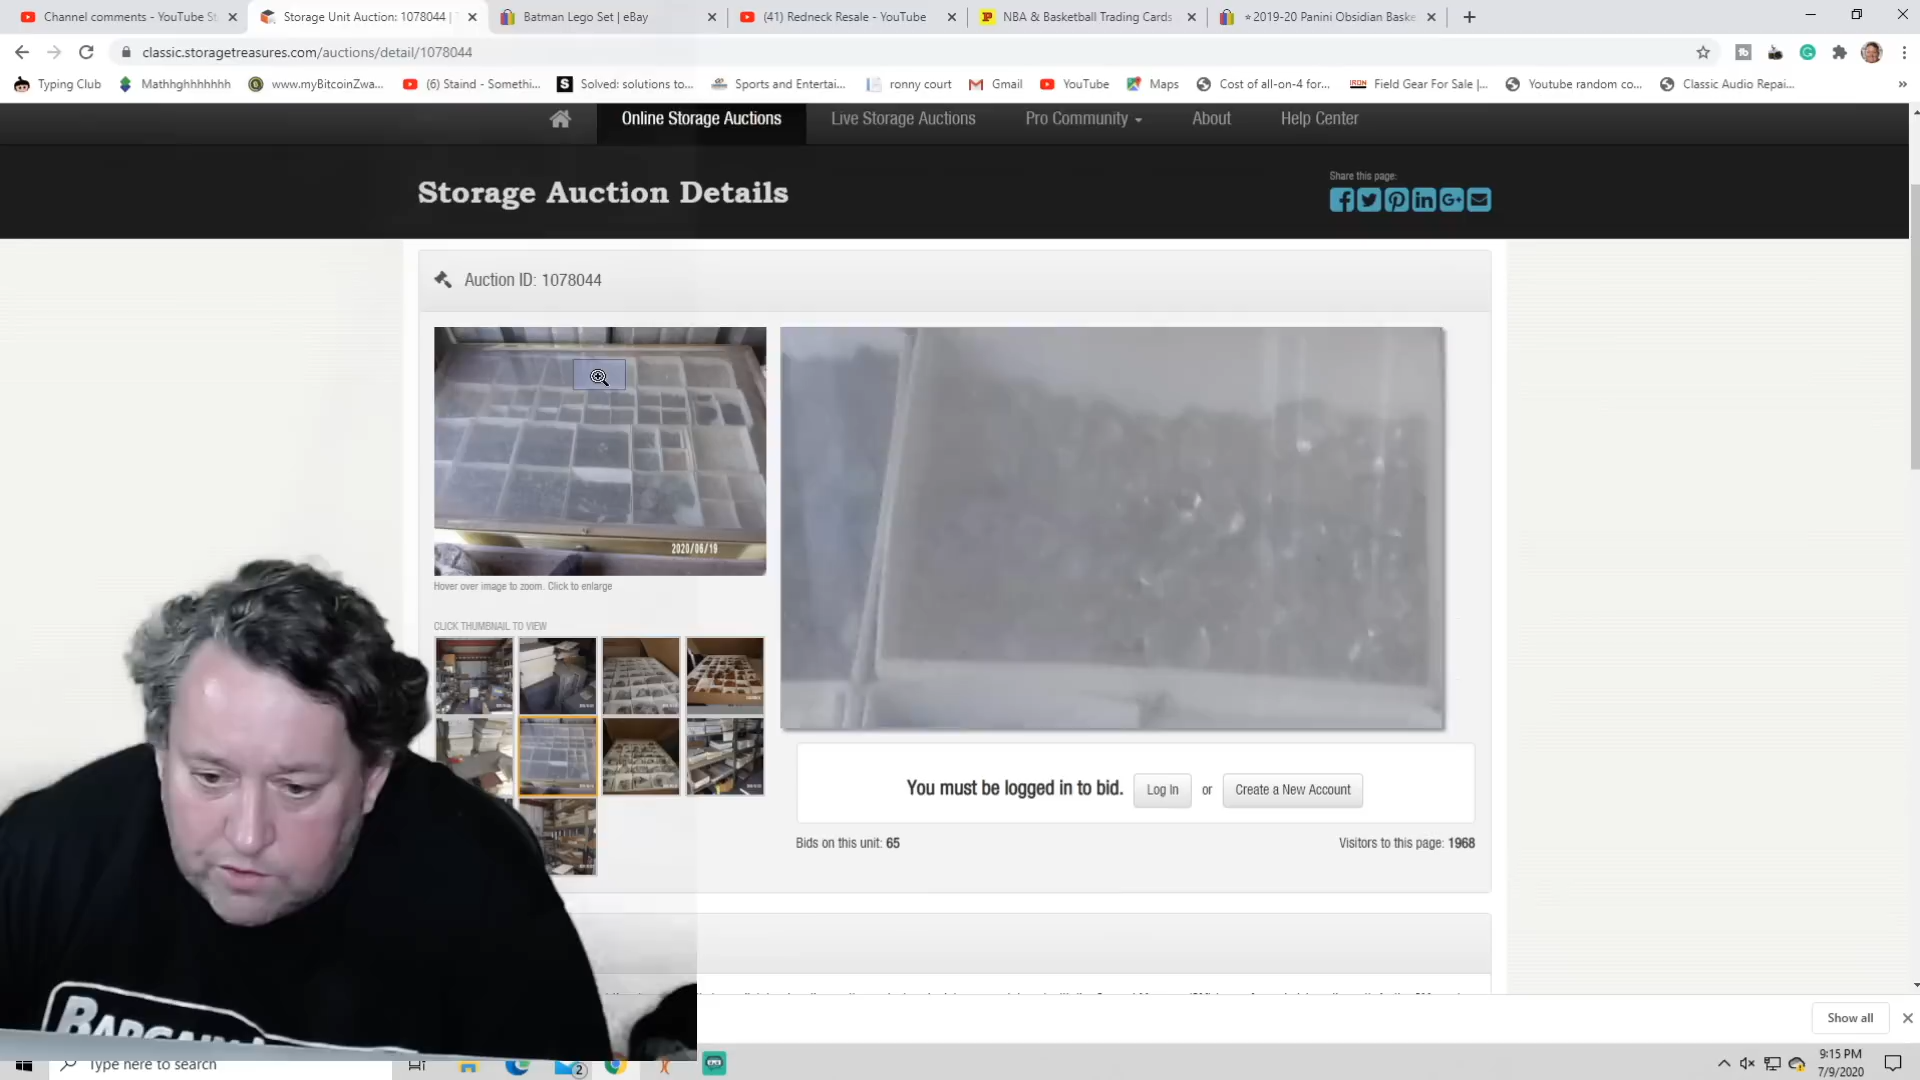 Channel comments - YouTube St
Storage Unit Auction: 1078044 |
Batman Lego Set | eBay
(41) Redneck Resale - YouTube
NBA & Basketball Trading Cards
2019-20 Panini Obsidian Baske
classic.storagetreasures.com/auctions/detail/1078044
Typing Club
Mathhghhhhhhh
www.myBitcoinZwa...
(6) Staind - Somethi...
Solved: solutions to...
Sports and Entertai...
ronny court
Gmail
YouTube
Maps
Cost of all-on-4 for...
Field Gear For Sale |...
Youtube random co...
Classic Audio Repai...
Online Storage Auctions
Live Storage Auctions
Pro Community
About
Help Center
Storage Auction Details
Share this page:
Auction ID: 1078044
2020/06/19
Hover over image to zoom. Click to enlarge
CLICK THUMBNAIL TO VIEW
You must be logged in to bid.
Log In
or
Create a New Account
Bids on this unit: 65
Visitors to this page: 1968
BARGAIN
Show all
Type here to search
2
9:15 PM
7/9/2020